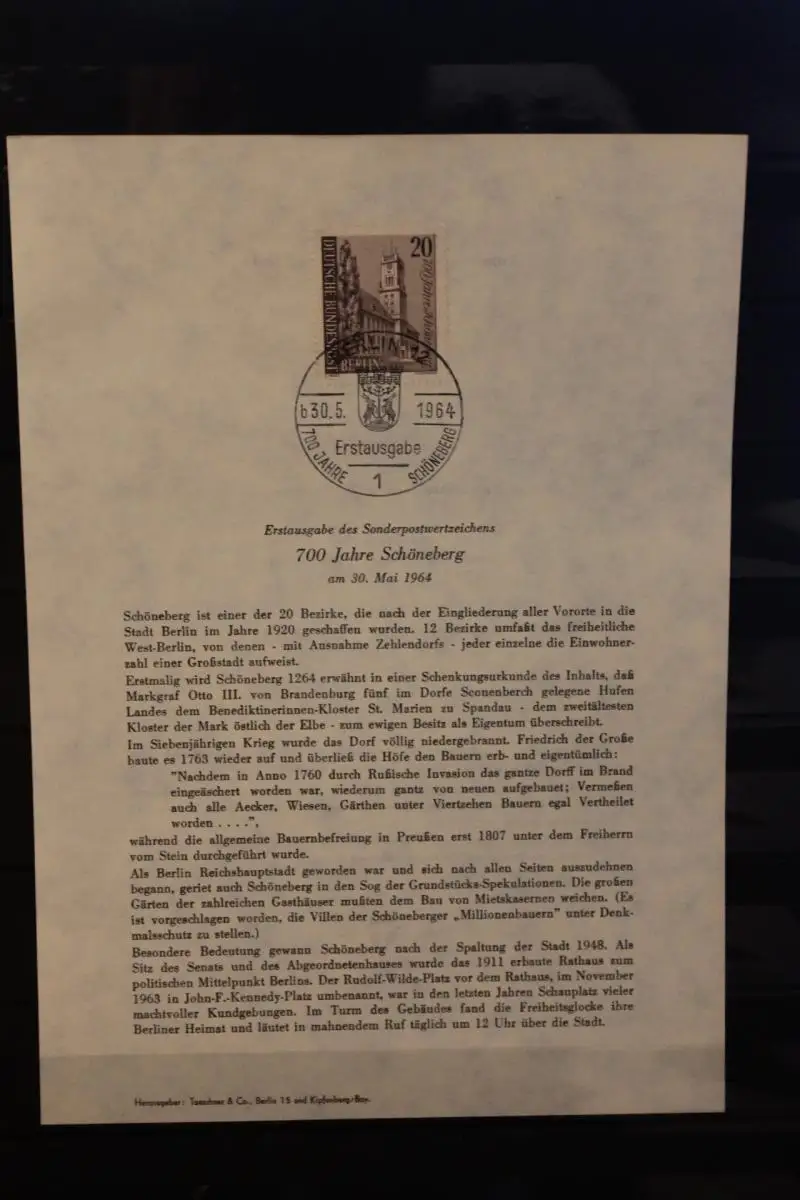 20
DEUTSCHE BUNDESPOST
700 Jahre Schöneberg
BERLIN
BERLIN 12
b 30.5. 1964
Erstausgabe
700 JAHRE SCHÖNEBERG
1
Erstausgabe des Sonderpostwertzeichens
700 Jahre Schöneberg
am 30. Mai 1964
Schöneberg ist einer der 20 Bezirke, die nach der Eingliederung aller Vororte in die
Stadt Berlin im Jahre 1920 geschaffen wurden. 12 Bezirke umfaßt das freiheitliche
West-Berlin, von denen - mit Ausnahme Zehlendorfs - jeder einzelne die Einwohner-
zahl einer Großstadt aufweist.
Erstmalig wird Schöneberg 1264 erwähnt in einer Schenkungsurkunde des Inhalts, daß
Markgraf Otto III. von Brandenburg fünf im Dorfe Sconenberch gelegene Hufen
Landes dem Benediktinerinnen-Kloster St. Marien zu Spandau - dem zweitältesten
Kloster der Mark östlich der Elbe - zum ewigen Besitz als Eigentum überschreibt.
Im Siebenjährigen Krieg wurde das Dorf völlig niedergebrannt. Friedrich der Große
baute es 1763 wieder auf und überließ die Höfe den Bauern erb- und eigentümlich:
"Nachdem in Anno 1760 durch Rußische Invasion das gantze Dorff im Brand
eingeäschert worden war, wiederum gantz von neuen aufgebauet; Vermeßen
auch alle Aecker, Wiesen, Gärthen unter Viertzehen Bauern egal Vertheilet
worden . . . .",
während die allgemeine Bauernbefreiung in Preußen erst 1807 unter dem Freiherrn
vom Stein durchgeführt wurde.
Als Berlin Reichshauptstadt geworden war und sich nach allen Seiten auszudehnen
begann, geriet auch Schöneberg in den Sog der Grundstücks-Spekulationen. Die großen
Gärten der zahlreichen Gasthäuser mußten dem Bau von Mietskasernen weichen. (Es
ist vorgeschlagen worden, die Villen der Schöneberger „Millionenbauern" unter Denk-
malsschutz zu stellen.)
Besondere Bedeutung gewann Schöneberg nach der Spaltung der Stadt 1948. Als
Sitz des Senats und des Abgeordnetenhauses wurde das 1911 erbaute Rathaus zum
politischen Mittelpunkt Berlins. Der Rudolf-Wilde-Platz vor dem Rathaus, im November
1963 in John-F.-Kennedy-Platz umbenannt, war in den letzten Jahren Schauplatz vieler
machtvoller Kundgebungen. Im Turm des Gebäudes fand die Freiheitsglocke ihre
Berliner Heimat und läutet in mahnendem Ruf täglich um 12 Uhr über die Stadt.
Herausgeber: Taeschner & Co., Berlin 15 und Kipfenberg/Bay.